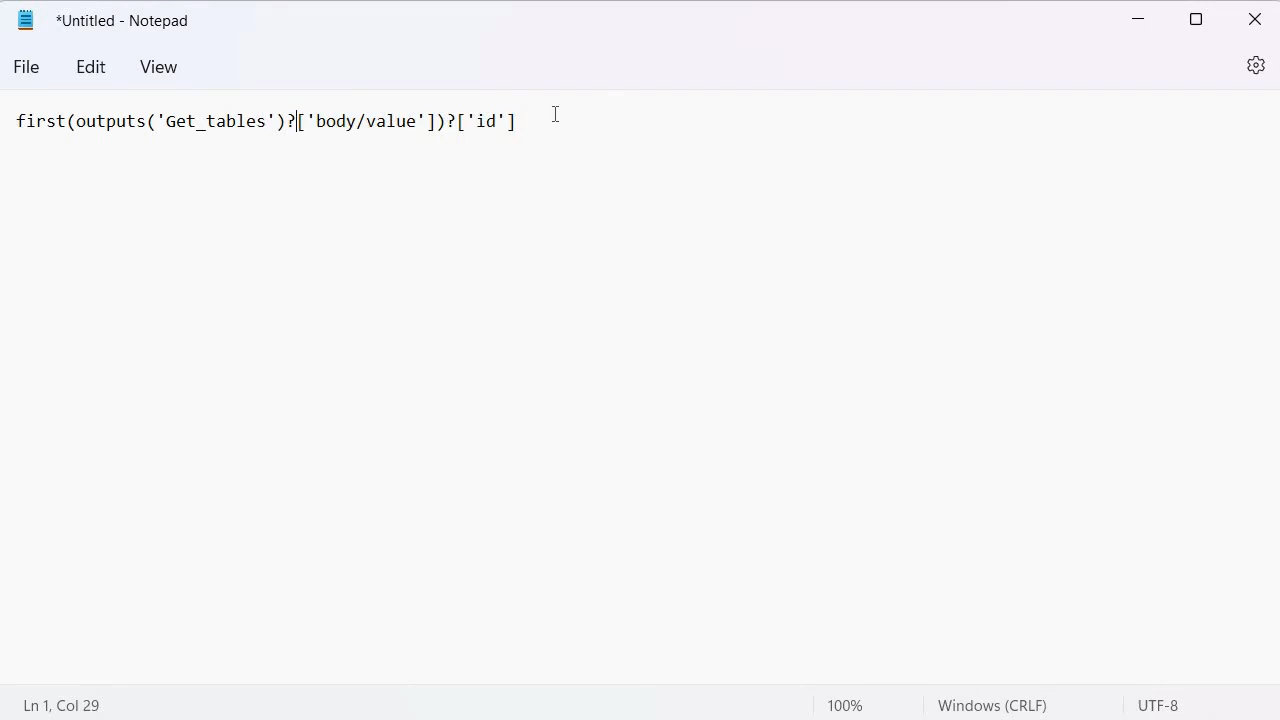 *Untitled - Notepad
File Edit View
first(outputs('Get_tables')?['body/value'])?['id']
Ln 1, Col 29 100% Windows (CRLF) UTF-8